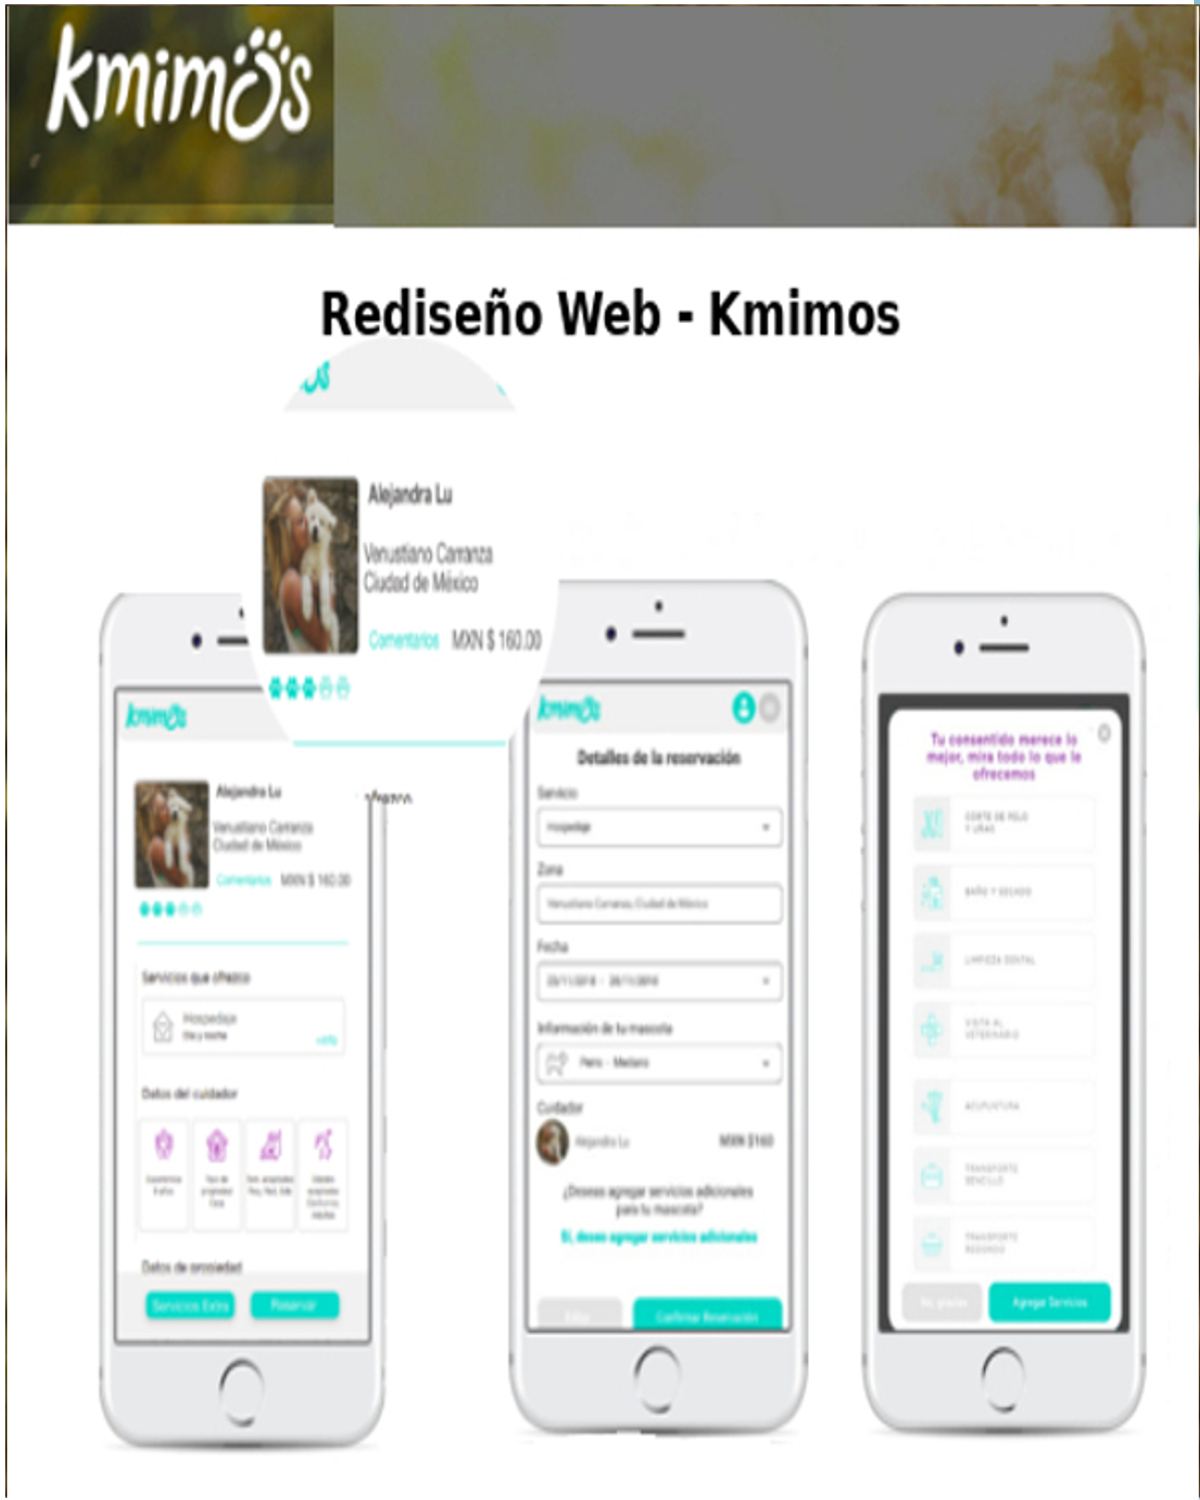 kmimos
Rediseño Web - Kmimos
os
Alejandra Lu
Venustiano Carranza
Ciudad de México
Comentarios MXN $ 160.00
kmimos
Alejandra Lu
Venustiano Carranza
Ciudad de México
Comentarios MXN $ 160.00
Servicios que ofrezco
Hospedaje
Día y noche
Datos del cuidador
Datos de propiedad
Servicios Extra
Reservar
kmimos
Detalles de la reservación
Servicio
Hospedaje
Zona
Venustiano Carranza, Ciudad de México
Fecha
Información de tu mascota
Perro - Mediano
Cuidador
Alejandra Lu MXN $160
¿Deseas agregar servicios adicionales
para tu mascota?
Sí, deseo agregar servicios adicionales
Editar
Confirmar Reservación
Tu consentido merece lo
mejor, mira todo lo que le
ofrecemos
CORTE DE PELO
Y UÑAS
BAÑO Y SECADO
LIMPIEZA DENTAL
VISITA AL
VETERINARIO
ACUPUNTURA
TRANSPORTE
SENCILLO
TRANSPORTE
REDONDO
No, gracias
Agregar Servicios